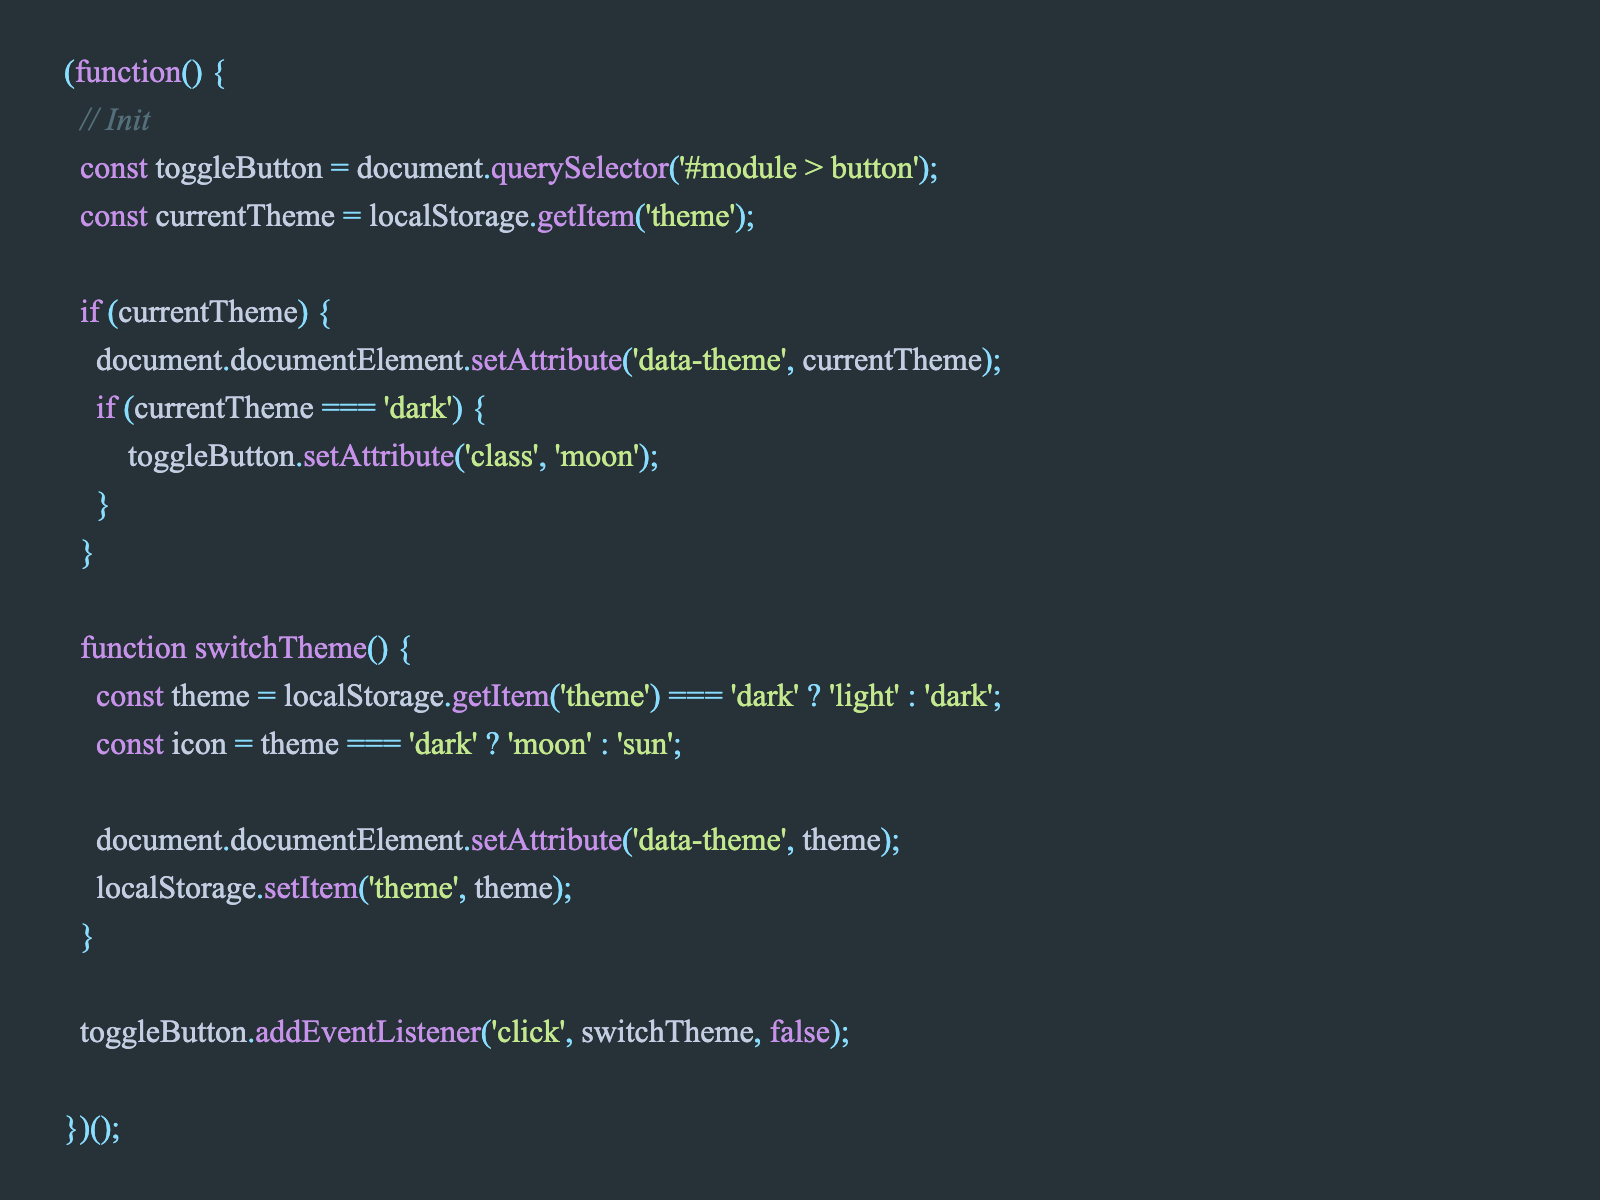 (function() {
// Init
const toggleButton = document.querySelector('#module > button');
const currentTheme = localStorage.getItem('theme');
if (currentTheme) {
document.documentElement.setAttribute('data-theme', currentTheme);
if (currentTheme === 'dark') {
toggleButton.setAttribute('class', 'moon');
}
}
function switchTheme() {
const theme = localStorage.getItem('theme') === 'dark' ? 'light' : 'dark';
const icon = theme === 'dark' ? 'moon' : 'sun';
document.documentElement.setAttribute('data-theme', theme);
localStorage.setItem('theme', theme);
}
toggleButton.addEventListener('click', switchTheme, false);
})();